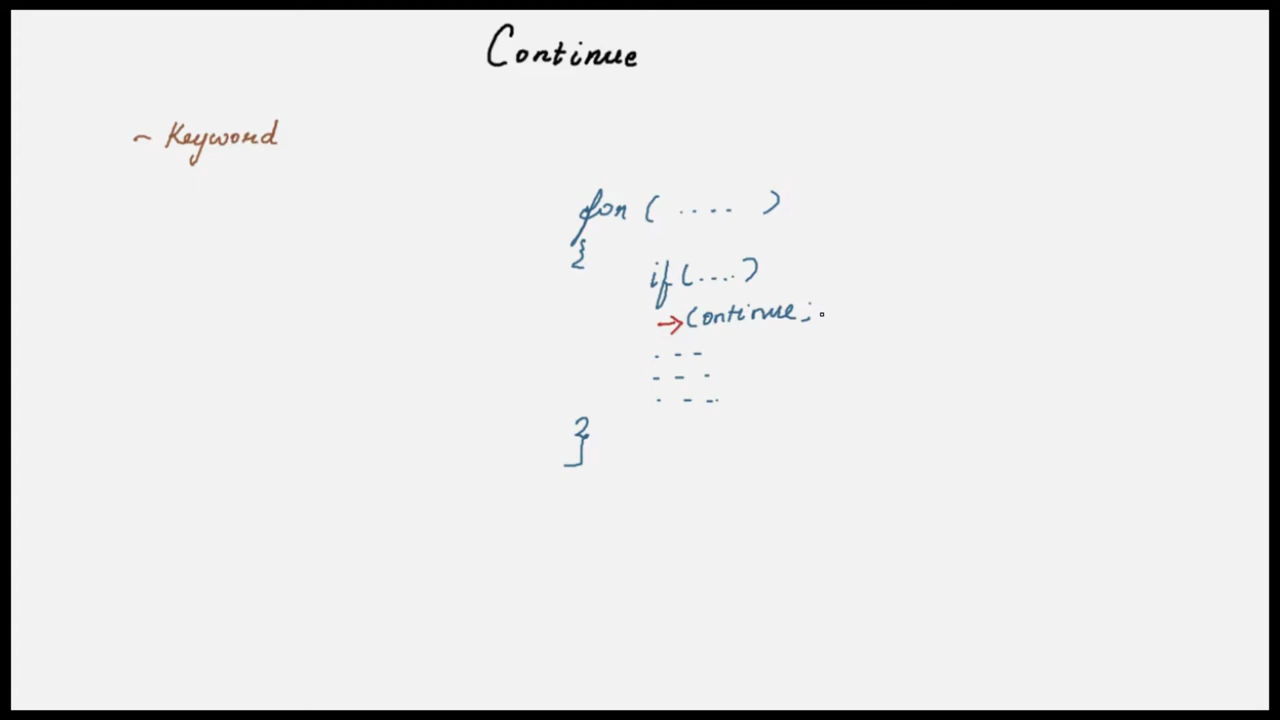 Continue
~ Keyword
for ( .... )
{
if (....)
→ Continue ;
. - -
- - .
. - -.
}